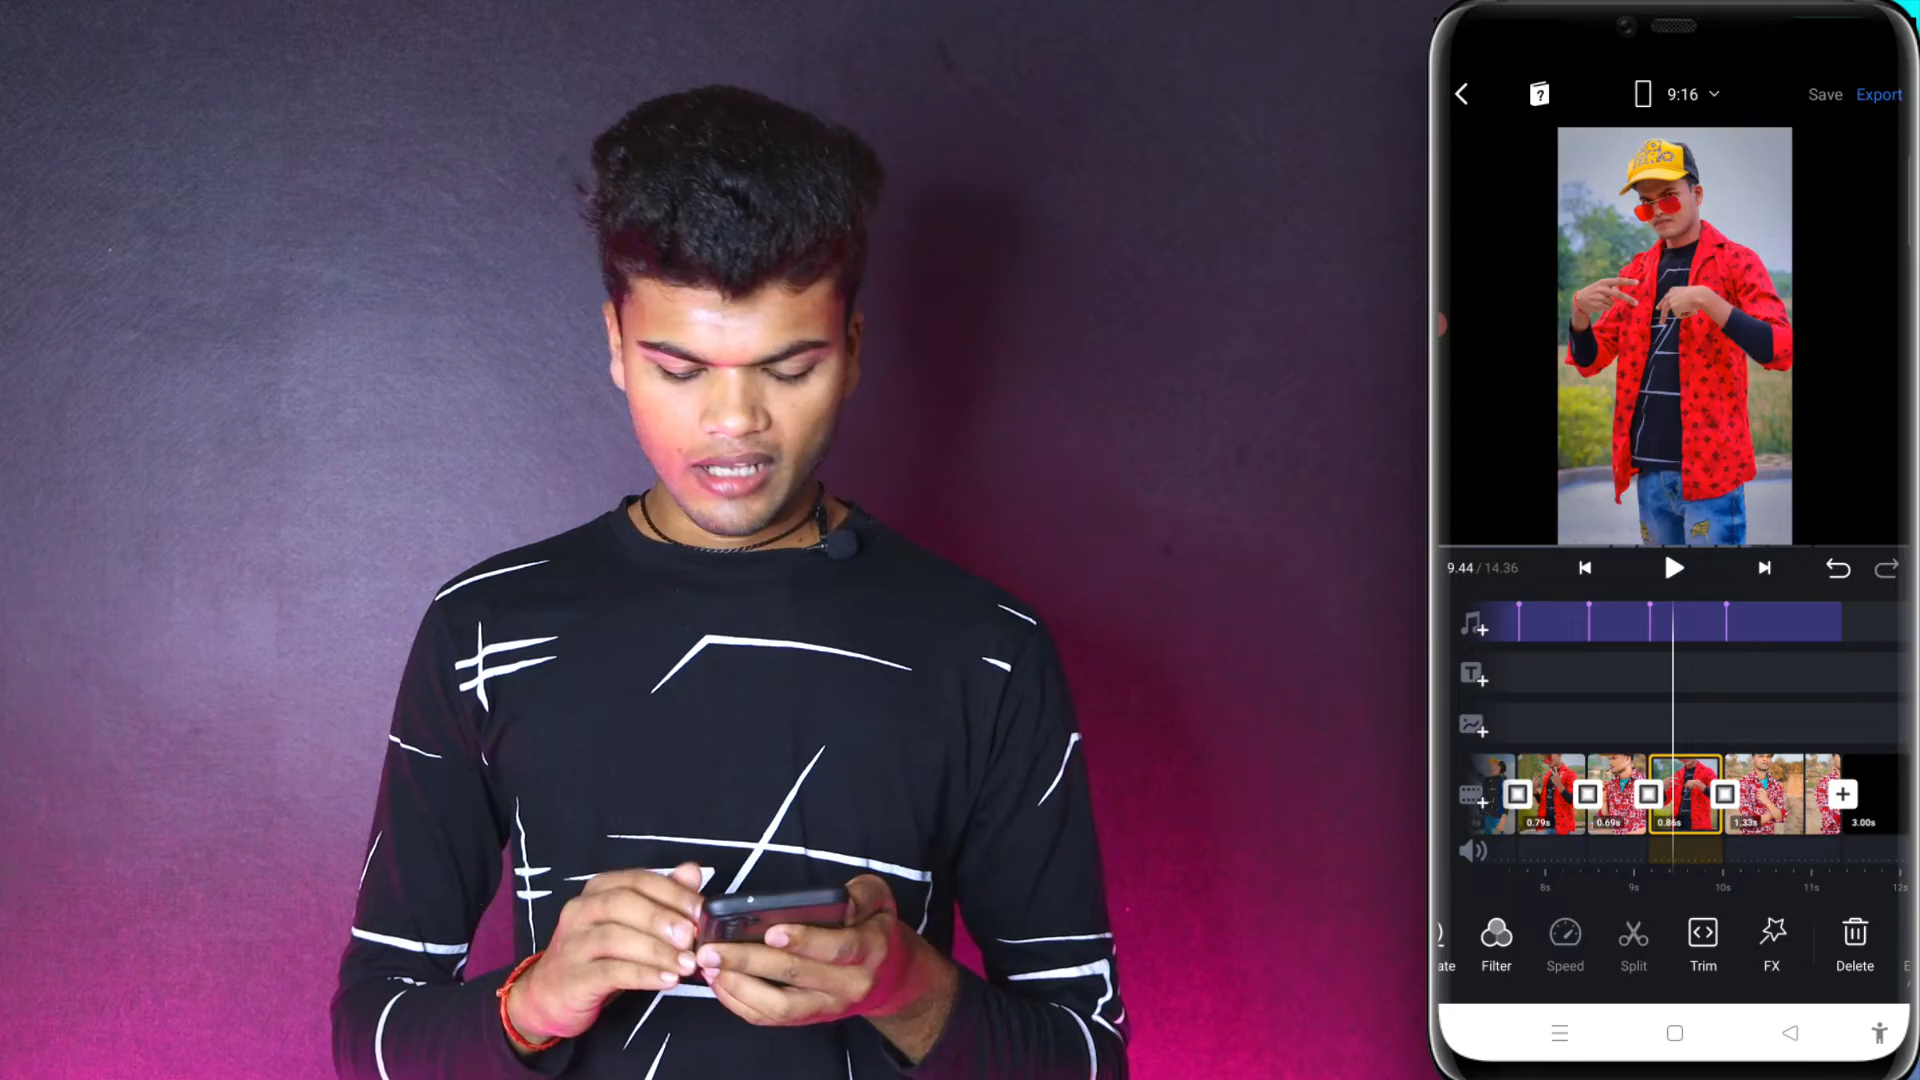 9:16
Save
Export
9.44 / 14.36
0.79s
0.69s
0.86s
1.33s
3.00s
8s
9s
10s
11s
12s
ate
Filter
Speed
Split
Trim
FX
Delete